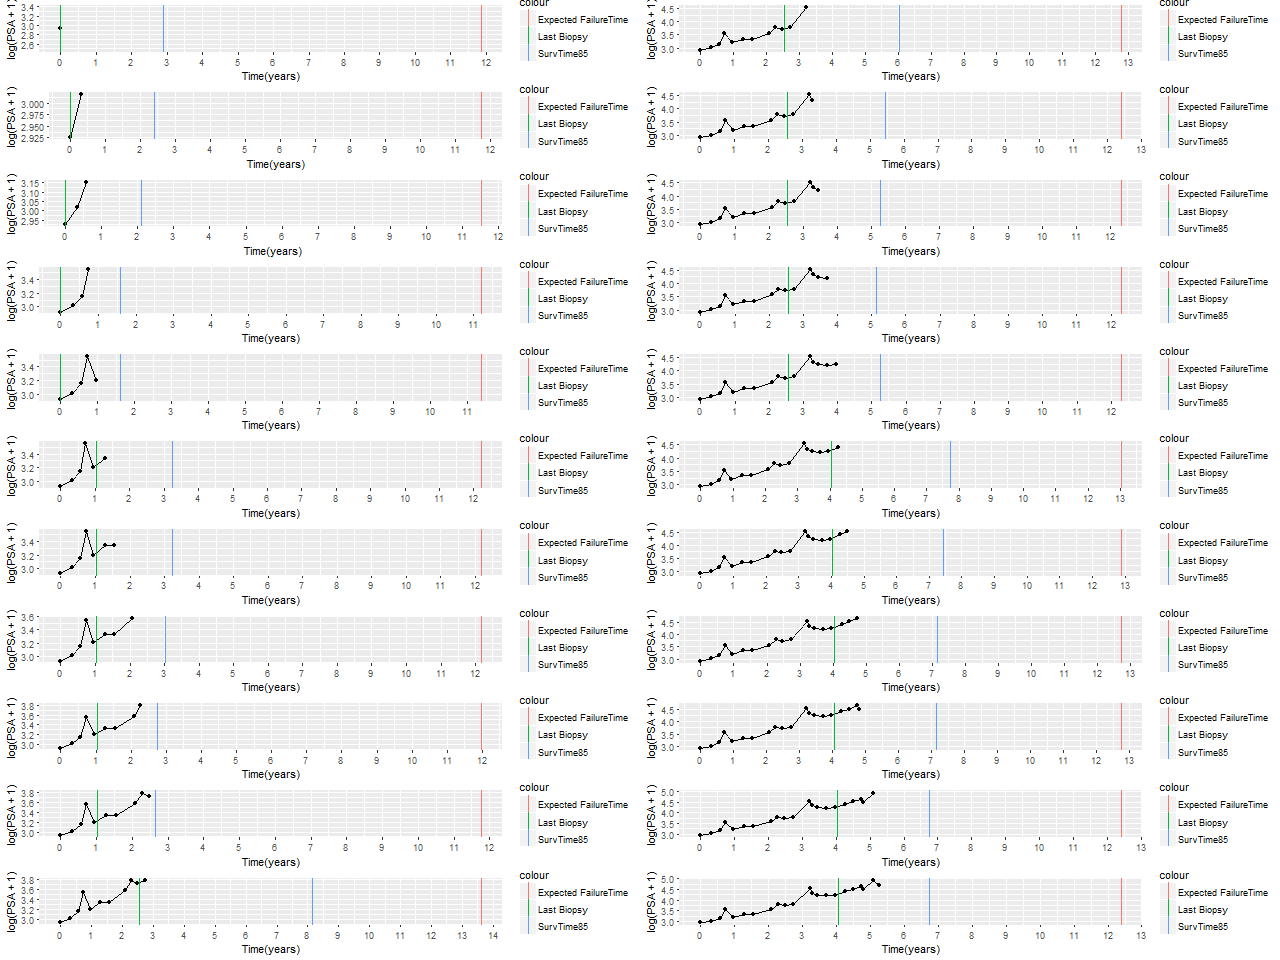 log(PSA + 1)
3.4
3.2
3.0
2.8
2.6
0 1 2 3 4 5 6 7 8 9 10 11 12
Time(years)
colour
Expected FailureTime
Last Biopsy
SurvTime85
log(PSA + 1)
3.000
2.975
2.950
2.925
0 1 2 3 4 5 6 7 8 9 10 11 12
Time(years)
colour
Expected FailureTime
Last Biopsy
SurvTime85
log(PSA + 1)
3.15
3.10
3.05
3.00
2.95
0 1 2 3 4 5 6 7 8 9 10 11 12
Time(years)
colour
Expected FailureTime
Last Biopsy
SurvTime85
log(PSA + 1)
3.4
3.2
3.0
0 1 2 3 4 5 6 7 8 9 10 11
Time(years)
colour
Expected FailureTime
Last Biopsy
SurvTime85
log(PSA + 1)
3.4
3.2
3.0
0 1 2 3 4 5 6 7 8 9 10 11
Time(years)
colour
Expected FailureTime
Last Biopsy
SurvTime85
log(PSA + 1)
3.4
3.2
3.0
0 1 2 3 4 5 6 7 8 9 10 11 12
Time(years)
colour
Expected FailureTime
Last Biopsy
SurvTime85
log(PSA + 1)
3.4
3.2
3.0
0 1 2 3 4 5 6 7 8 9 10 11 12
Time(years)
colour
Expected FailureTime
Last Biopsy
SurvTime85
log(PSA + 1)
3.6
3.4
3.2
3.0
0 1 2 3 4 5 6 7 8 9 10 11 12
Time(years)
colour
Expected FailureTime
Last Biopsy
SurvTime85
log(PSA + 1)
3.8
3.6
3.4
3.2
3.0
0 1 2 3 4 5 6 7 8 9 10 11 12
Time(years)
colour
Expected FailureTime
Last Biopsy
SurvTime85
log(PSA + 1)
3.8
3.6
3.4
3.2
3.0
0 1 2 3 4 5 6 7 8 9 10 11 12
Time(years)
colour
Expected FailureTime
Last Biopsy
SurvTime85
log(PSA + 1)
3.8
3.6
3.4
3.2
3.0
0 1 2 3 4 5 6 7 8 9 10 11 12 13 14
Time(years)
colour
Expected FailureTime
Last Biopsy
SurvTime85
log(PSA + 1)
4.5
4.0
3.5
3.0
0 1 2 3 4 5 6 7 8 9 10 11 12 13
Time(years)
colour
Expected FailureTime
Last Biopsy
SurvTime85
log(PSA + 1)
4.5
4.0
3.5
3.0
0 1 2 3 4 5 6 7 8 9 10 11 12 13
Time(years)
colour
Expected FailureTime
Last Biopsy
SurvTime85
log(PSA + 1)
4.5
4.0
3.5
3.0
0 1 2 3 4 5 6 7 8 9 10 11 12
Time(years)
colour
Expected FailureTime
Last Biopsy
SurvTime85
log(PSA + 1)
4.5
4.0
3.5
3.0
0 1 2 3 4 5 6 7 8 9 10 11 12
Time(years)
colour
Expected FailureTime
Last Biopsy
SurvTime85
log(PSA + 1)
4.5
4.0
3.5
3.0
0 1 2 3 4 5 6 7 8 9 10 11 12
Time(years)
colour
Expected FailureTime
Last Biopsy
SurvTime85
log(PSA + 1)
4.5
4.0
3.5
3.0
0 1 2 3 4 5 6 7 8 9 10 11 12 13
Time(years)
colour
Expected FailureTime
Last Biopsy
SurvTime85
log(PSA + 1)
4.5
4.0
3.5
3.0
0 1 2 3 4 5 6 7 8 9 10 11 12 13
Time(years)
colour
Expected FailureTime
Last Biopsy
SurvTime85
log(PSA + 1)
4.5
4.0
3.5
3.0
0 1 2 3 4 5 6 7 8 9 10 11 12 13
Time(years)
colour
Expected FailureTime
Last Biopsy
SurvTime85
log(PSA + 1)
4.5
4.0
3.5
3.0
0 1 2 3 4 5 6 7 8 9 10 11 12 13
Time(years)
colour
Expected FailureTime
Last Biopsy
SurvTime85
log(PSA + 1)
5.0
4.5
4.0
3.5
3.0
0 1 2 3 4 5 6 7 8 9 10 11 12 13
Time(years)
colour
Expected FailureTime
Last Biopsy
SurvTime85
log(PSA + 1)
5.0
4.5
4.0
3.5
3.0
0 1 2 3 4 5 6 7 8 9 10 11 12 13
Time(years)
colour
Expected FailureTime
Last Biopsy
SurvTime85